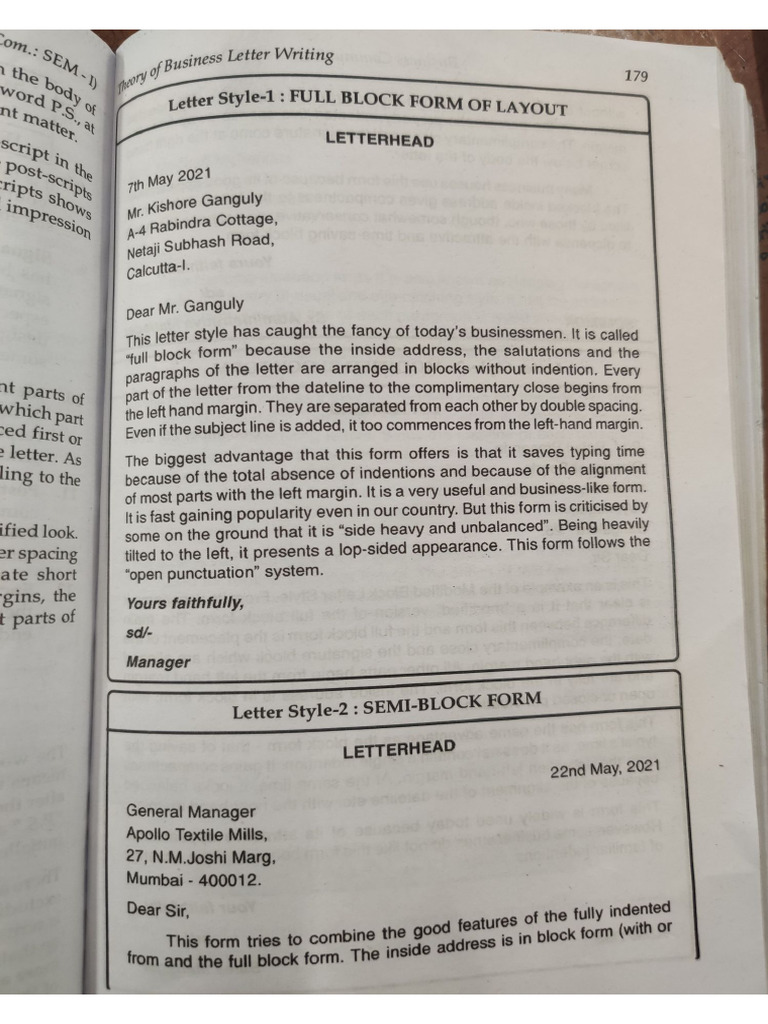 Com.: SEM - I)
n the body of
word P.S., at
nt matter.
script in the
post-scripts
cripts shows
impression
nt parts of
which part
ced first or
e letter. As
ling to the
ified look.
er spacing
ate short
rgins, the
t parts of
Theory of Business Letter Writing
179
Letter Style-1 : FULL BLOCK FORM OF LAYOUT
LETTERHEAD
7th May 2021
Mr. Kishore Ganguly
A-4 Rabindra Cottage,
Netaji Subhash Road,
Calcutta-I.
Dear Mr. Ganguly
This letter style has caught the fancy of today's businessmen. It is called
"full block form" because the inside address, the salutations and the
paragraphs of the letter are arranged in blocks without indention. Every
part of the letter from the dateline to the complimentary close begins from
the left hand margin. They are separated from each other by double spacing.
Even if the subject line is added, it too commences from the left-hand margin.
The biggest advantage that this form offers is that it saves typing time
because of the total absence of indentions and because of the alignment
of most parts with the left margin. It is a very useful and business-like form.
It is fast gaining popularity even in our country. But this form is criticised by
some on the ground that it is "side heavy and unbalanced". Being heavily
tilted to the left, it presents a lop-sided appearance. This form follows the
"open punctuation" system.
Yours faithfully,
sd/-
Manager
Letter Style-2 : SEMI-BLOCK FORM
LETTERHEAD
22nd May, 2021
General Manager
Apollo Textile Mills,
27, N.M.Joshi Marg,
Mumbai - 400012.
Dear Sir,
This form tries to combine the good features of the fully indented
from and the full block form. The inside address is in block form (with or